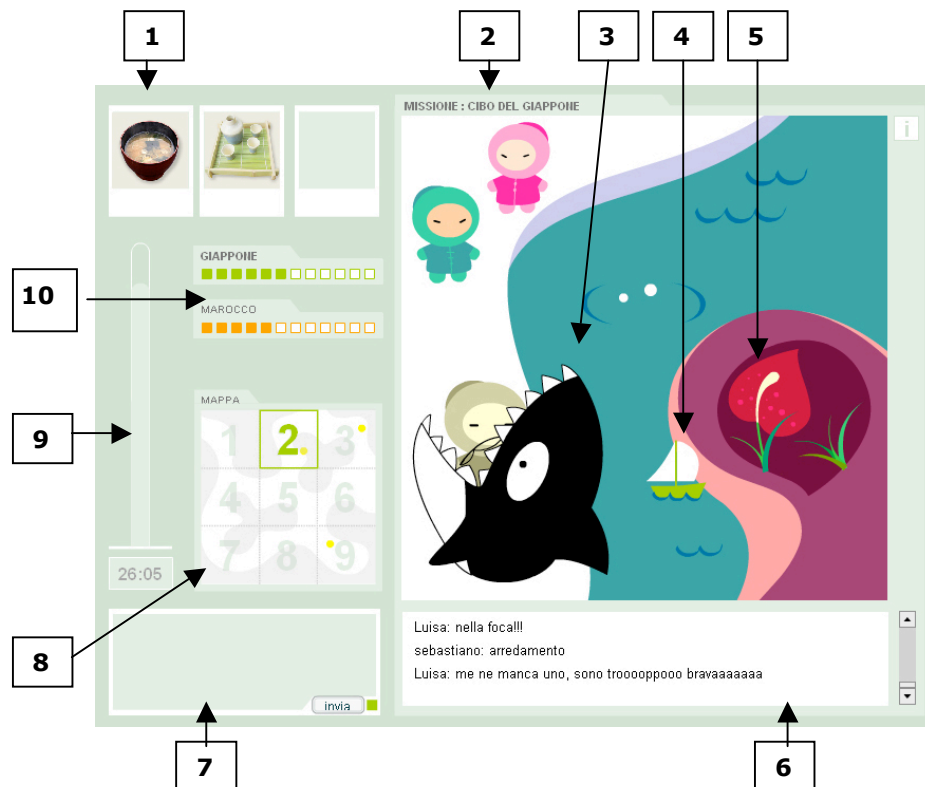 1
2
3
4
5
MISSIONE : CIBO DEL GIAPPONE
i
GIAPPONE
10
MAROCCO
MAPPA
1 2 3
4 5 6
7 8 9
9
26:05
8
Luisa: nella foca!!!
sebastiano: arredamento
Luisa: me ne manca uno, sono trooooppooo bravaaaaaaa
invia
7
6